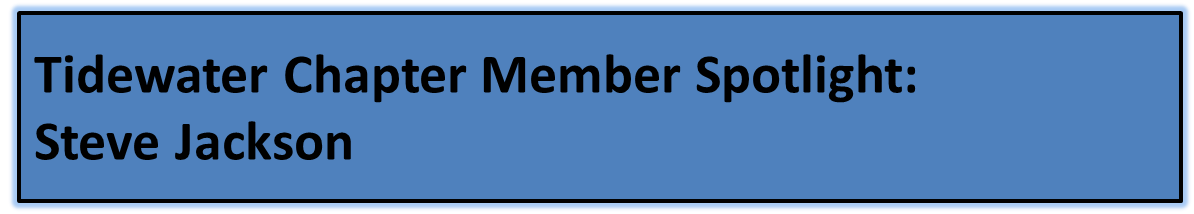 Tidewater Chapter Member Spotlight:
Steve Jackson